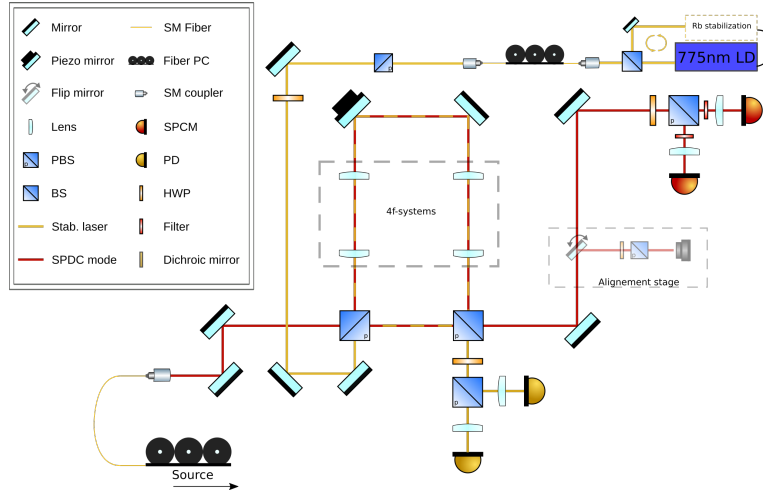 Mirror
SM Fiber
Piezo mirror
Fiber PC
Flip mirror
SM coupler
Lens
SPCM
p
PBS
PD
BS
HWP
Stab. laser
Filter
SPDC mode
Dichroic mirror
Rb stabilization
775nm LD
p
p
4f-systems
Alignement stage
p
p
p
p
Source